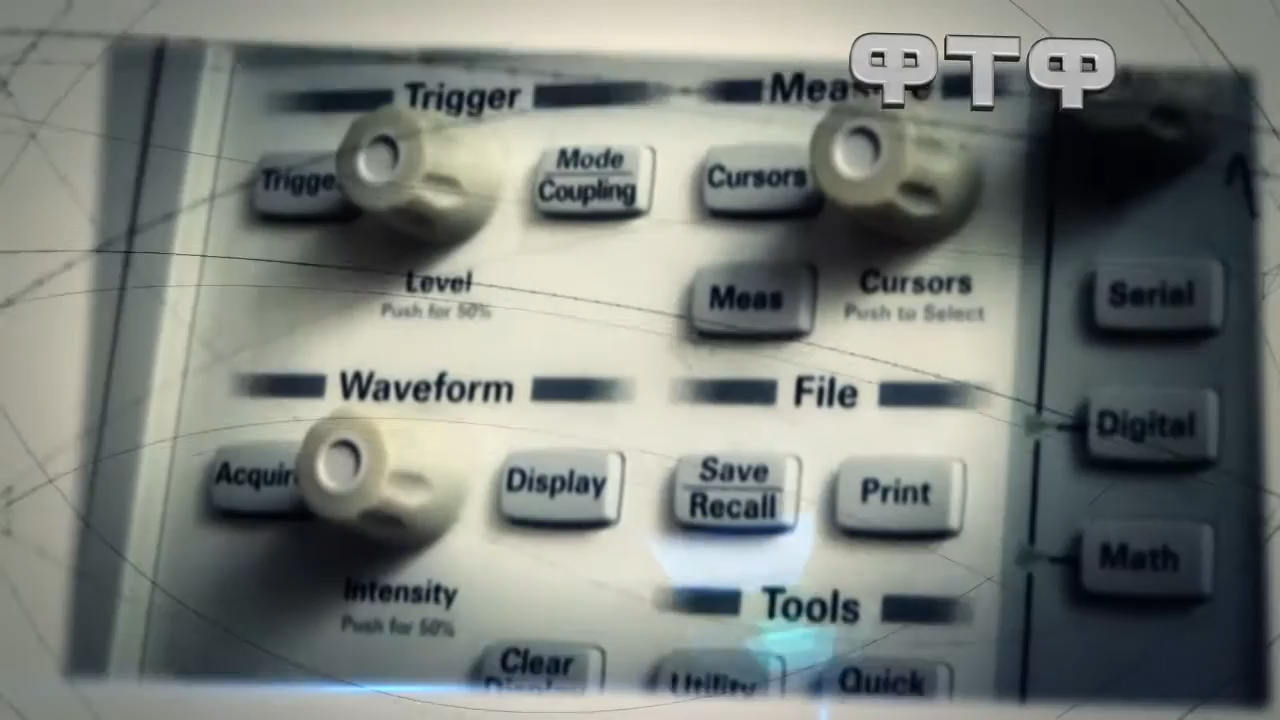 ФТФ
Trigger
Mode
Coupling
Cursors
Level
Push for 50%
Meas
Cursors
Push to Select
Serial
Waveform
File
Digital
Display
Save
Recall
Print
Math
Intensity
Push for 50%
Tools
Clear
Utility
Quick